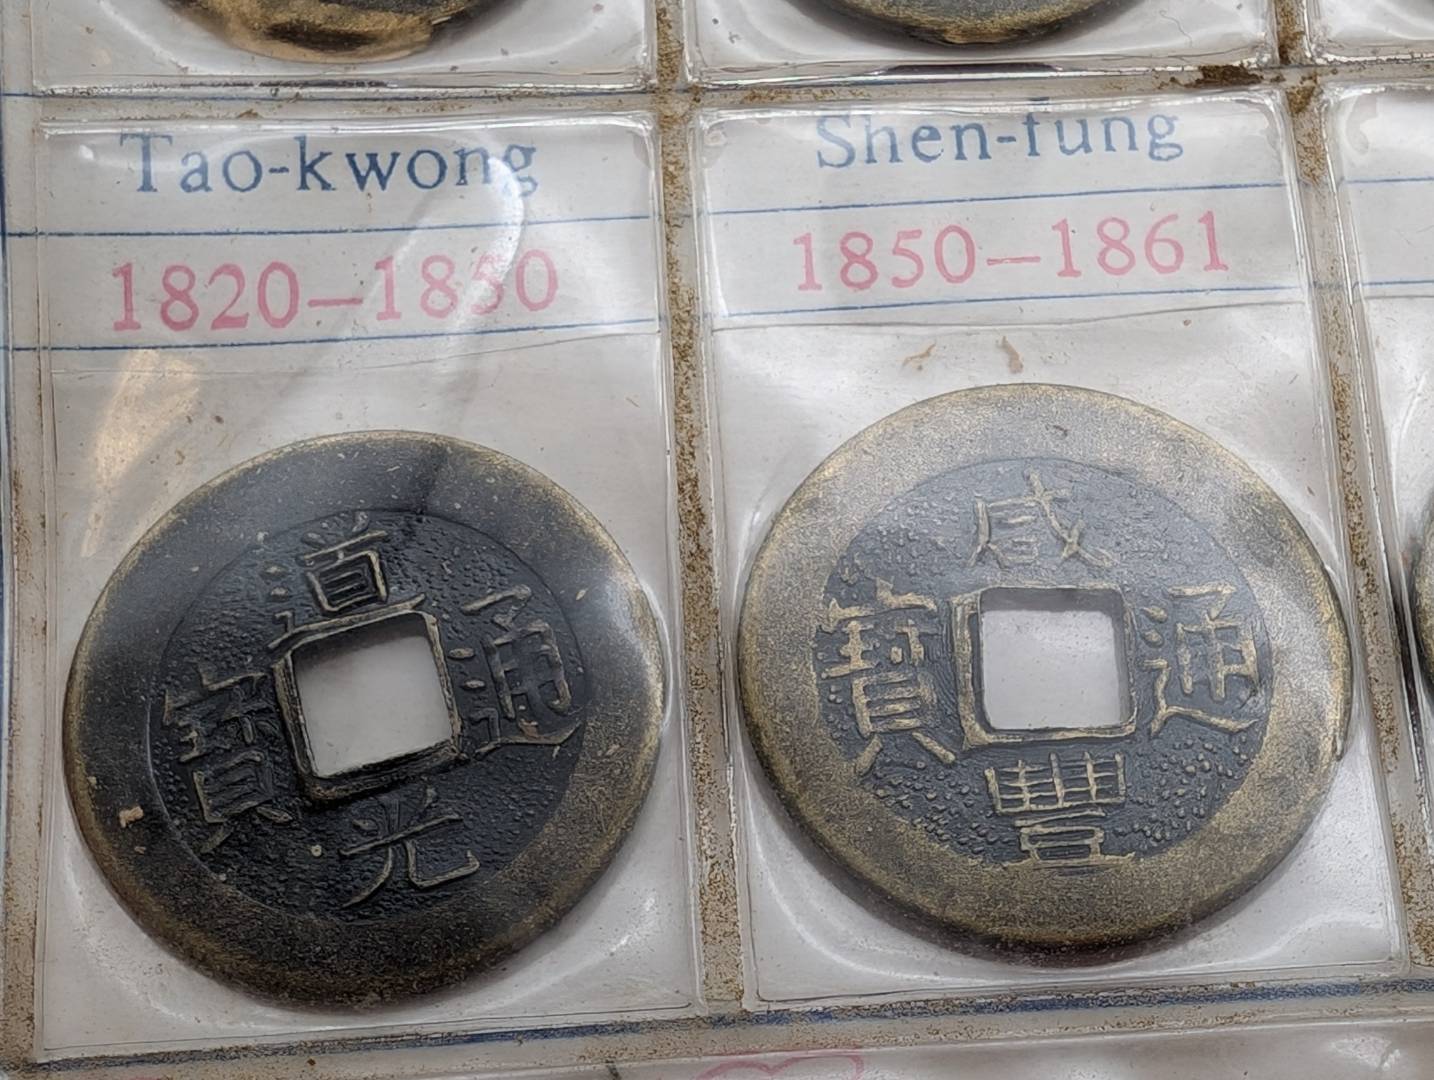 Tao-kwong
1820–1850
Shen-fung
1850–1861
道光通寶
咸豐通寶